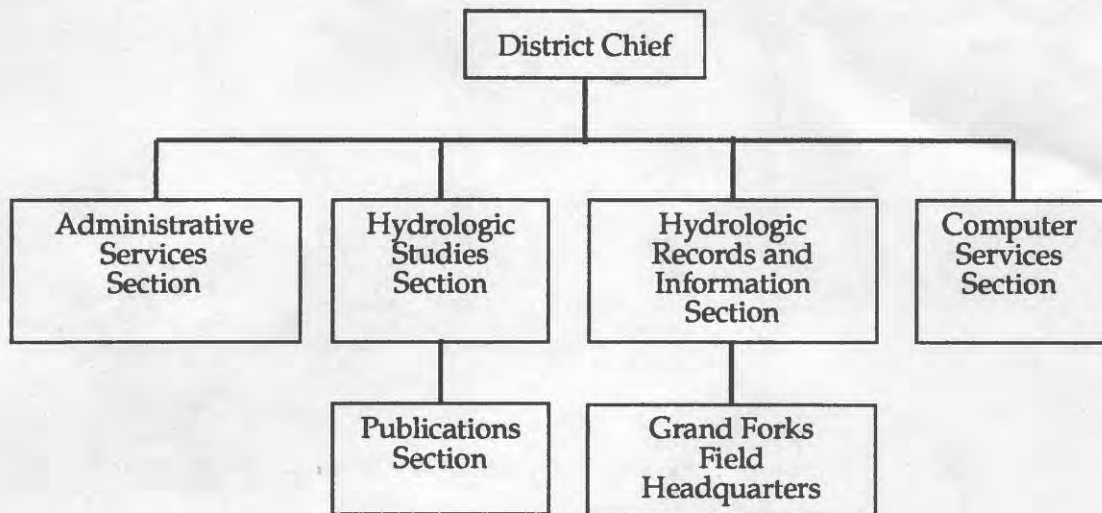 District Chief
Administrative
Services
Section
Hydrologic
Studies
Section
Hydrologic
Records and
Information
Section
Computer
Services
Section
Publications
Section
Grand Forks
Field
Headquarters